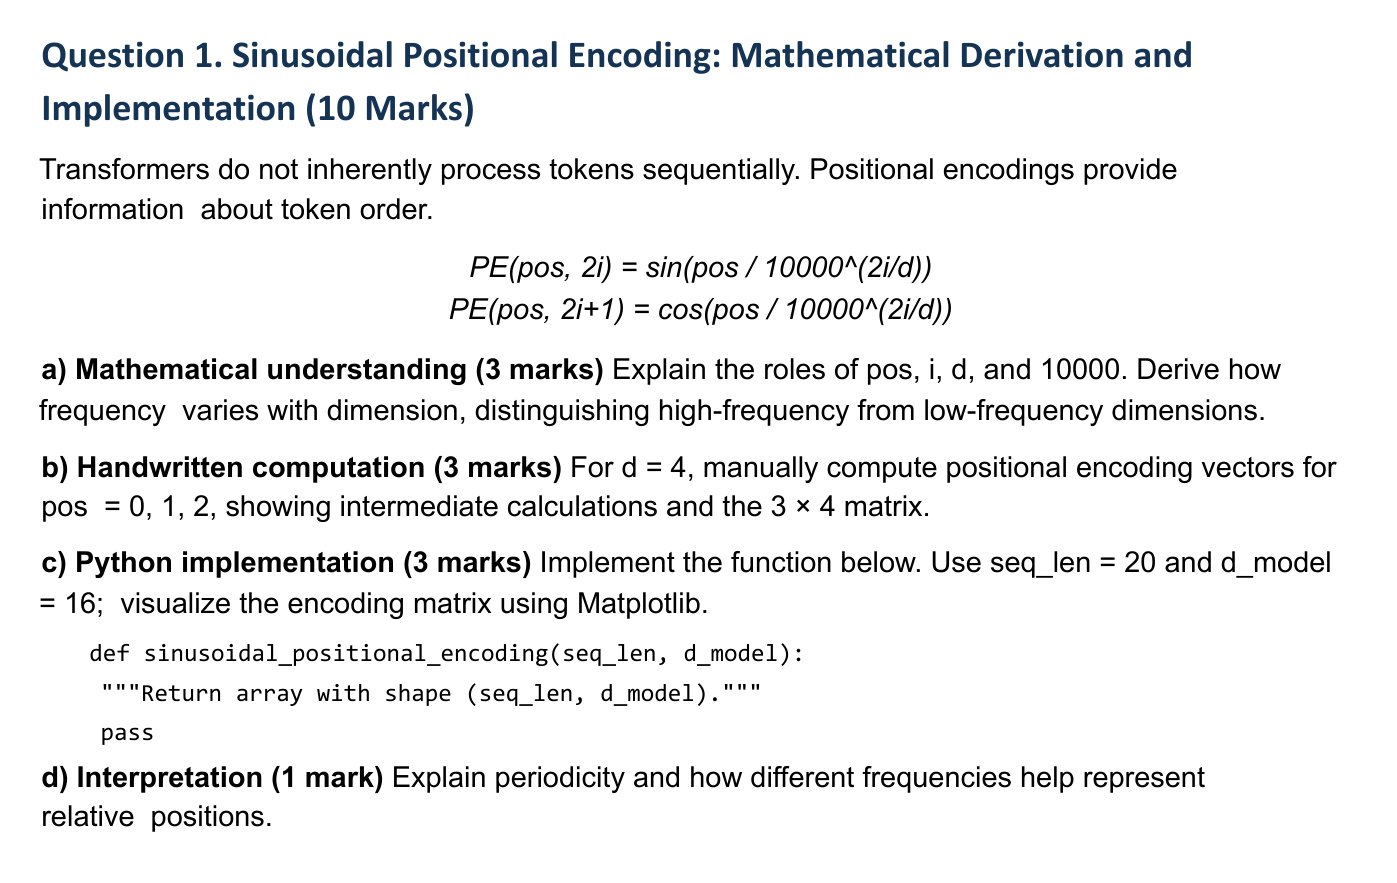 Question 1. Sinusoidal Positional Encoding: Mathematical Derivation and
Implementation (10 Marks)
Transformers do not inherently process tokens sequentially. Positional encodings provide
information  about token order.
PE(pos, 2i) = sin(pos / 10000^(2i/d))
PE(pos, 2i+1) = cos(pos / 10000^(2i/d))
a) Mathematical understanding (3 marks) Explain the roles of pos, i, d, and 10000. Derive how
frequency  varies with dimension, distinguishing high-frequency from low-frequency dimensions.
b) Handwritten computation (3 marks) For d = 4, manually compute positional encoding vectors for
pos  = 0, 1, 2, showing intermediate calculations and the 3 × 4 matrix.
c) Python implementation (3 marks) Implement the function below. Use seq_len = 20 and d_model
= 16;  visualize the encoding matrix using Matplotlib.
def sinusoidal_positional_encoding(seq_len, d_model):
"""Return array with shape (seq_len, d_model)."""
pass
d) Interpretation (1 mark) Explain periodicity and how different frequencies help represent
relative  positions.